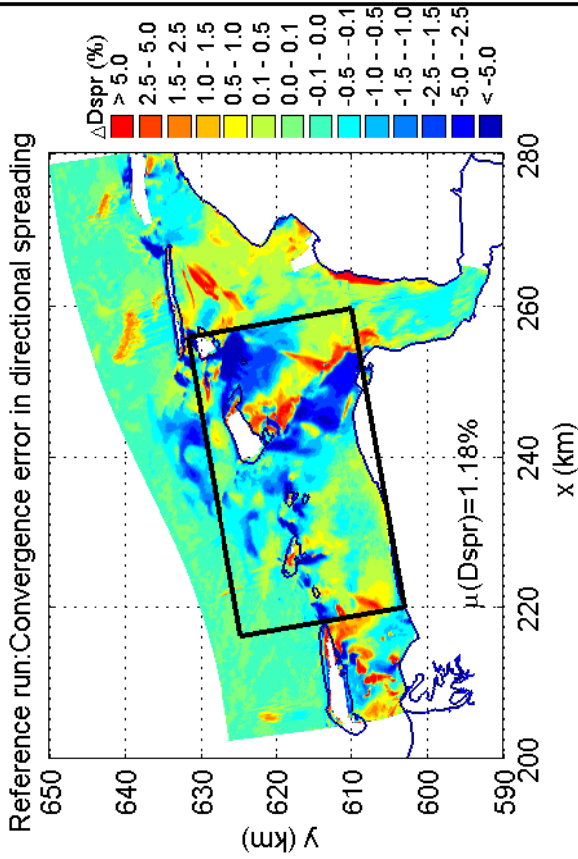 Reference run:Convergence error in directional spreading
△Dspr (%)
> 5.0
2.5 - 5.0
1.5 - 2.5
1.0 - 1.5
0.5 - 1.0
0.1 - 0.5
0.0 - 0.1
-0.1 - 0.0
-0.5 - -0.1
-1.0 - -0.5
-1.5 - -1.0
-2.5 - -1.5
-5.0 - -2.5
< -5.0
650
640
630
620
610
600
590
y (km)
μ(Dspr)=1.18%
200
220
240
260
280
x (km)